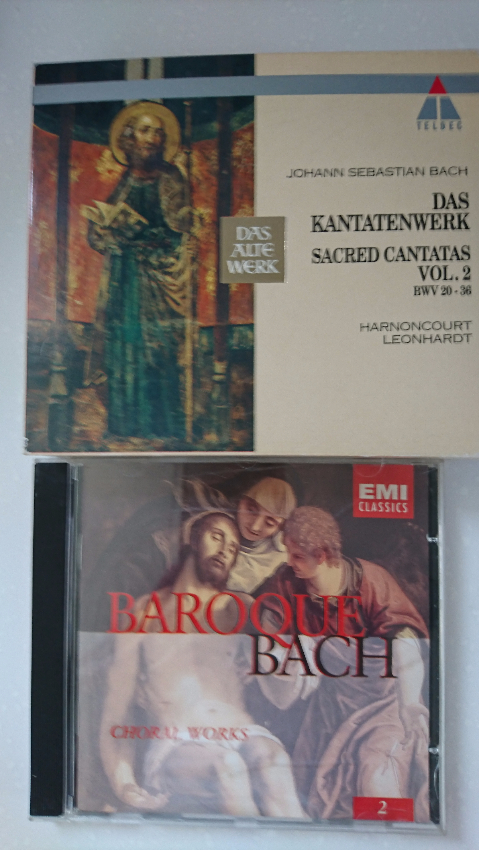 TELDEC
JOHANN SEBASTIAN BACH
DAS
KANTATENWERK
SACRED CANTATAS
VOL. 2
BWV 20-36
DAS
ALTE
WERK
HARNONCOURT
LEONHARDT
EMI
CLASSICS
BAROQUE
BACH
CHORAL WORKS
2